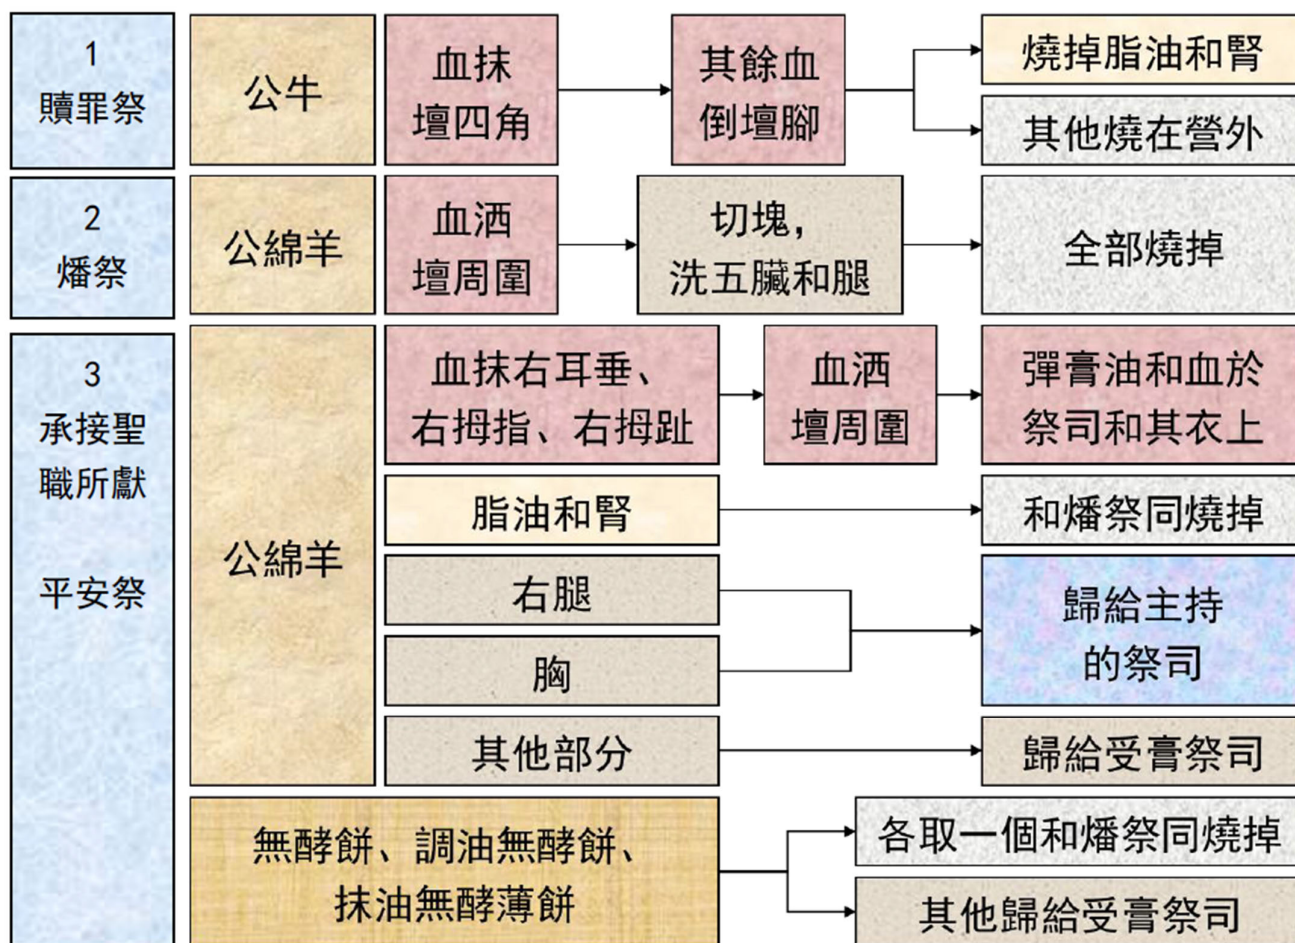 1
贖罪祭
公牛
血抹
壇四角
其餘血
倒壇腳
燒掉脂油和腎
其他燒在營外
2
燔祭
公綿羊
血洒
壇周圍
切塊，
洗五臟和腿
全部燒掉
3
承接聖
職所獻
平安祭
公綿羊
血抹右耳垂、
右拇指、右拇趾
血洒
壇周圍
彈膏油和血於
祭司和其衣上
脂油和腎
和燔祭同燒掉
右腿
胸
歸給主持
的祭司
其他部分
歸給受膏祭司
無酵餅、調油無酵餅、
抹油無酵薄餅
各取一個和燔祭同燒掉
其他歸給受膏祭司